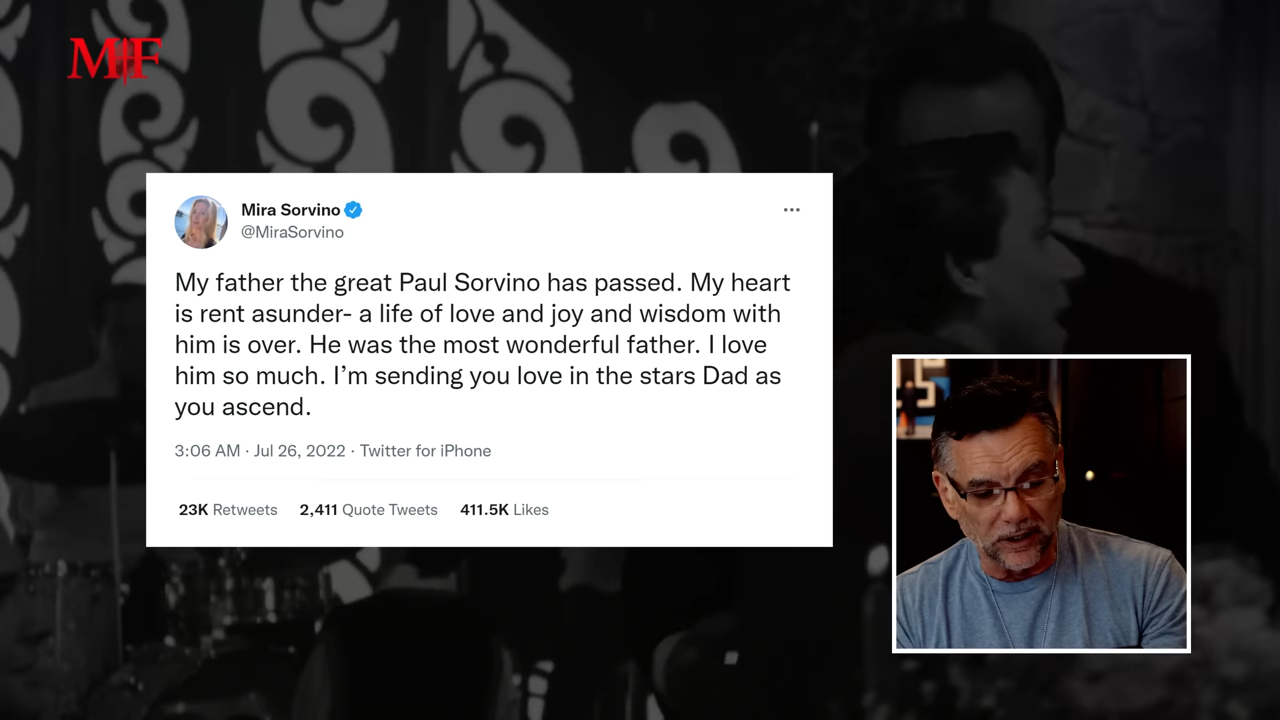 MF
Mira Sorvino
@MiraSorvino
My father the great Paul Sorvino has passed. My heart
is rent asunder- a life of love and joy and wisdom with
him is over. He was the most wonderful father. I love
him so much. I’m sending you love in the stars Dad as
you ascend.
3:06 AM · Jul 26, 2022 · Twitter for iPhone
23K Retweets 2,411 Quote Tweets 411.5K Likes